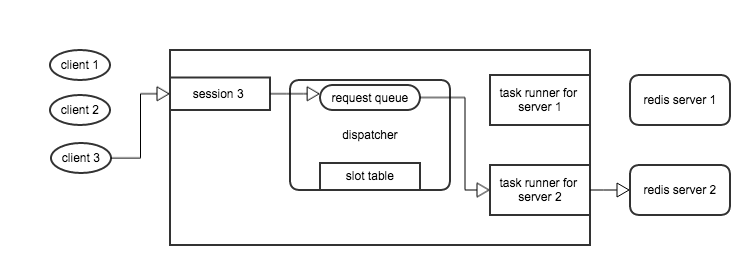 client 1
client 2
client 3
session 3
request queue
dispatcher
slot table
task runner for
server 1
task runner for
server 2
redis server 1
redis server 2